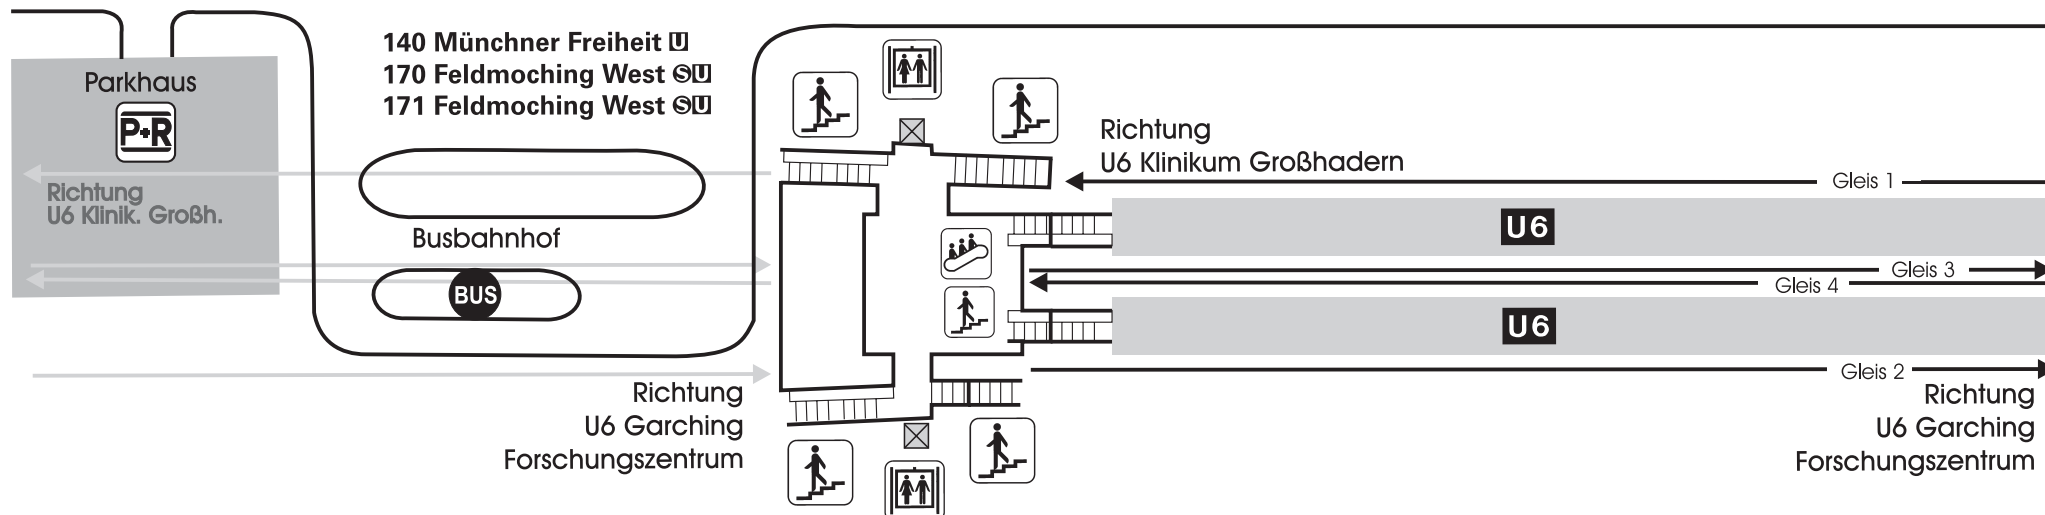 140 Münchner Freiheit U
170 Feldmoching West S U
171 Feldmoching West S U
Parkhaus
P+R
Richtung
U6 Klinik. Großh.
Busbahnhof
BUS
Richtung
U6 Klinikum Großhadern
Gleis 1
U6
Gleis 3
Gleis 4
U6
Gleis 2
Richtung
U6 Garching
Forschungszentrum
Richtung
U6 Garching
Forschungszentrum